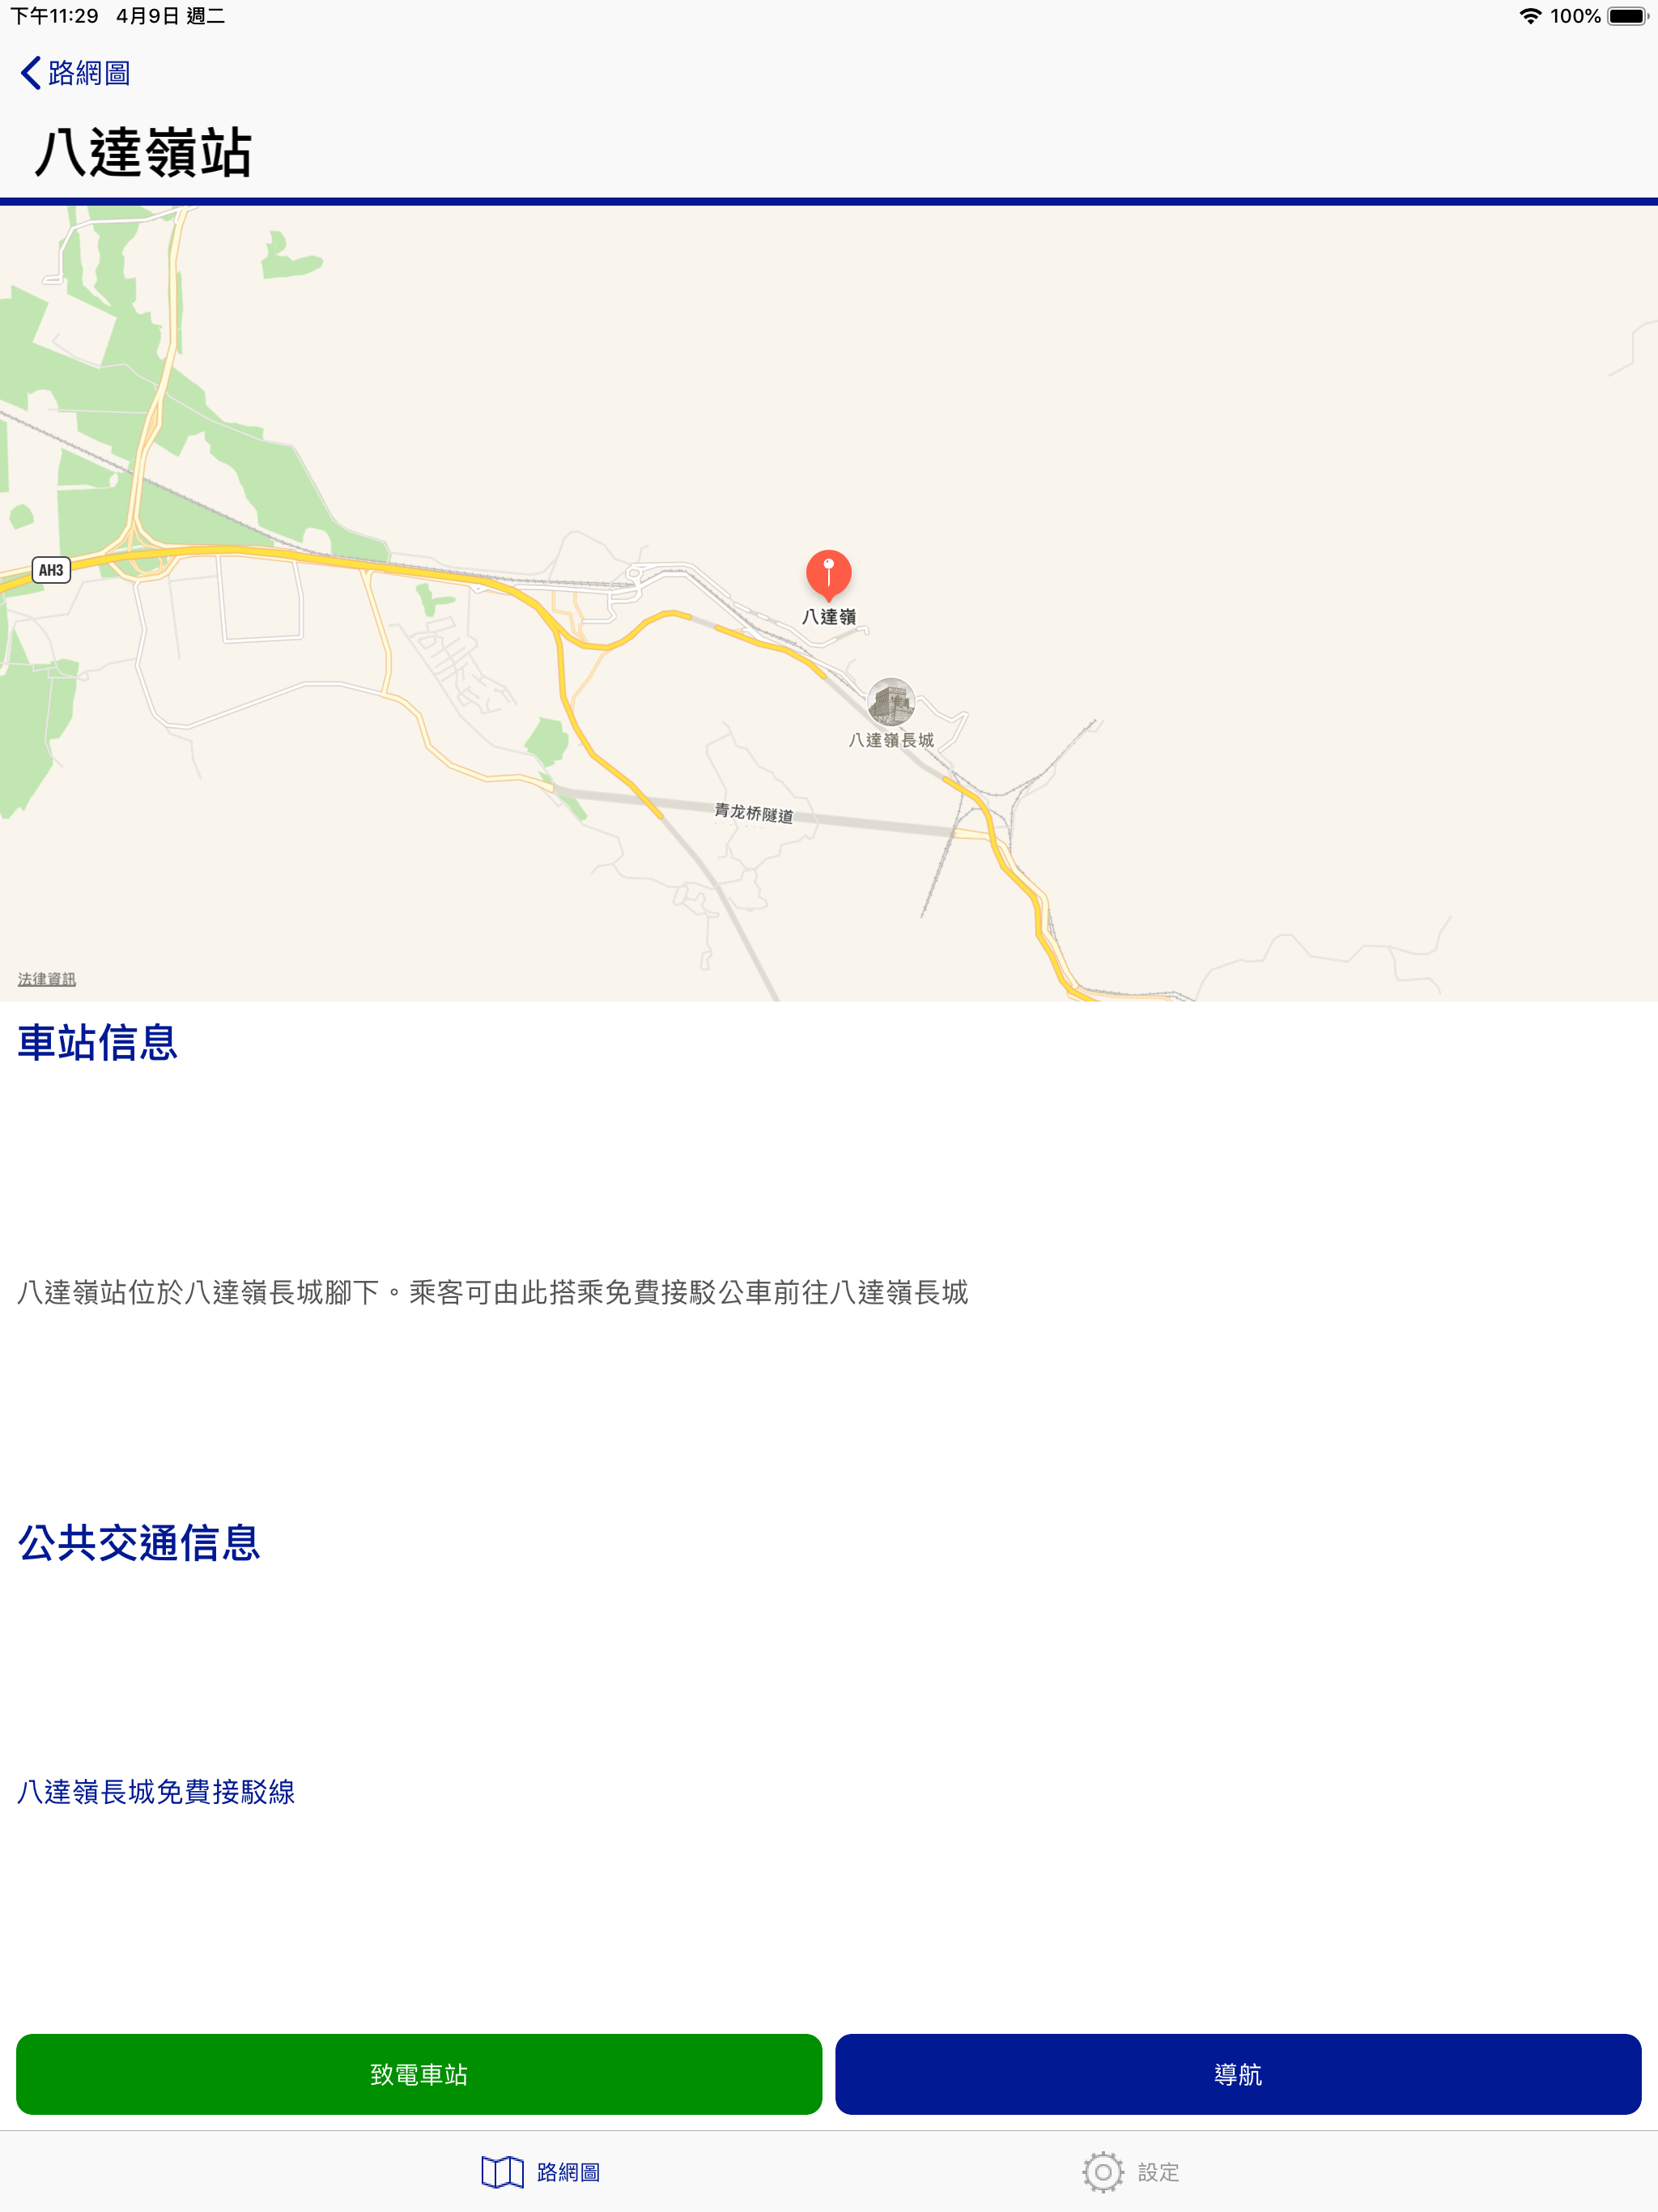 下午11:29 4月9日 週二 100%
路網圖
八達嶺站
AH3
八達嶺
八達嶺長城
青龙桥隧道
法律資訊
車站信息
八達嶺站位於八達嶺長城腳下。乘客可由此搭乘免費接駁公車前往八達嶺長城
公共交通信息
八達嶺長城免費接駁線
致電車站 導航
路網圖 設定